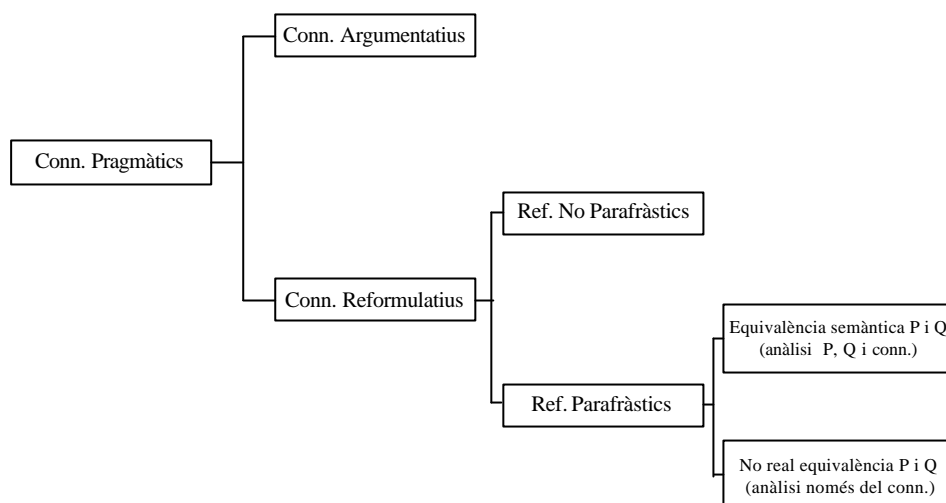 Conn. Argumentatius
Conn. Pragmàtics
Ref. No Parafràstics
Conn. Reformulatius
Equivalència semàntica P i Q
(anàlisi P, Q i conn.)
Ref. Parafràstics
No real equivalència P i Q
(anàlisi només del conn.)